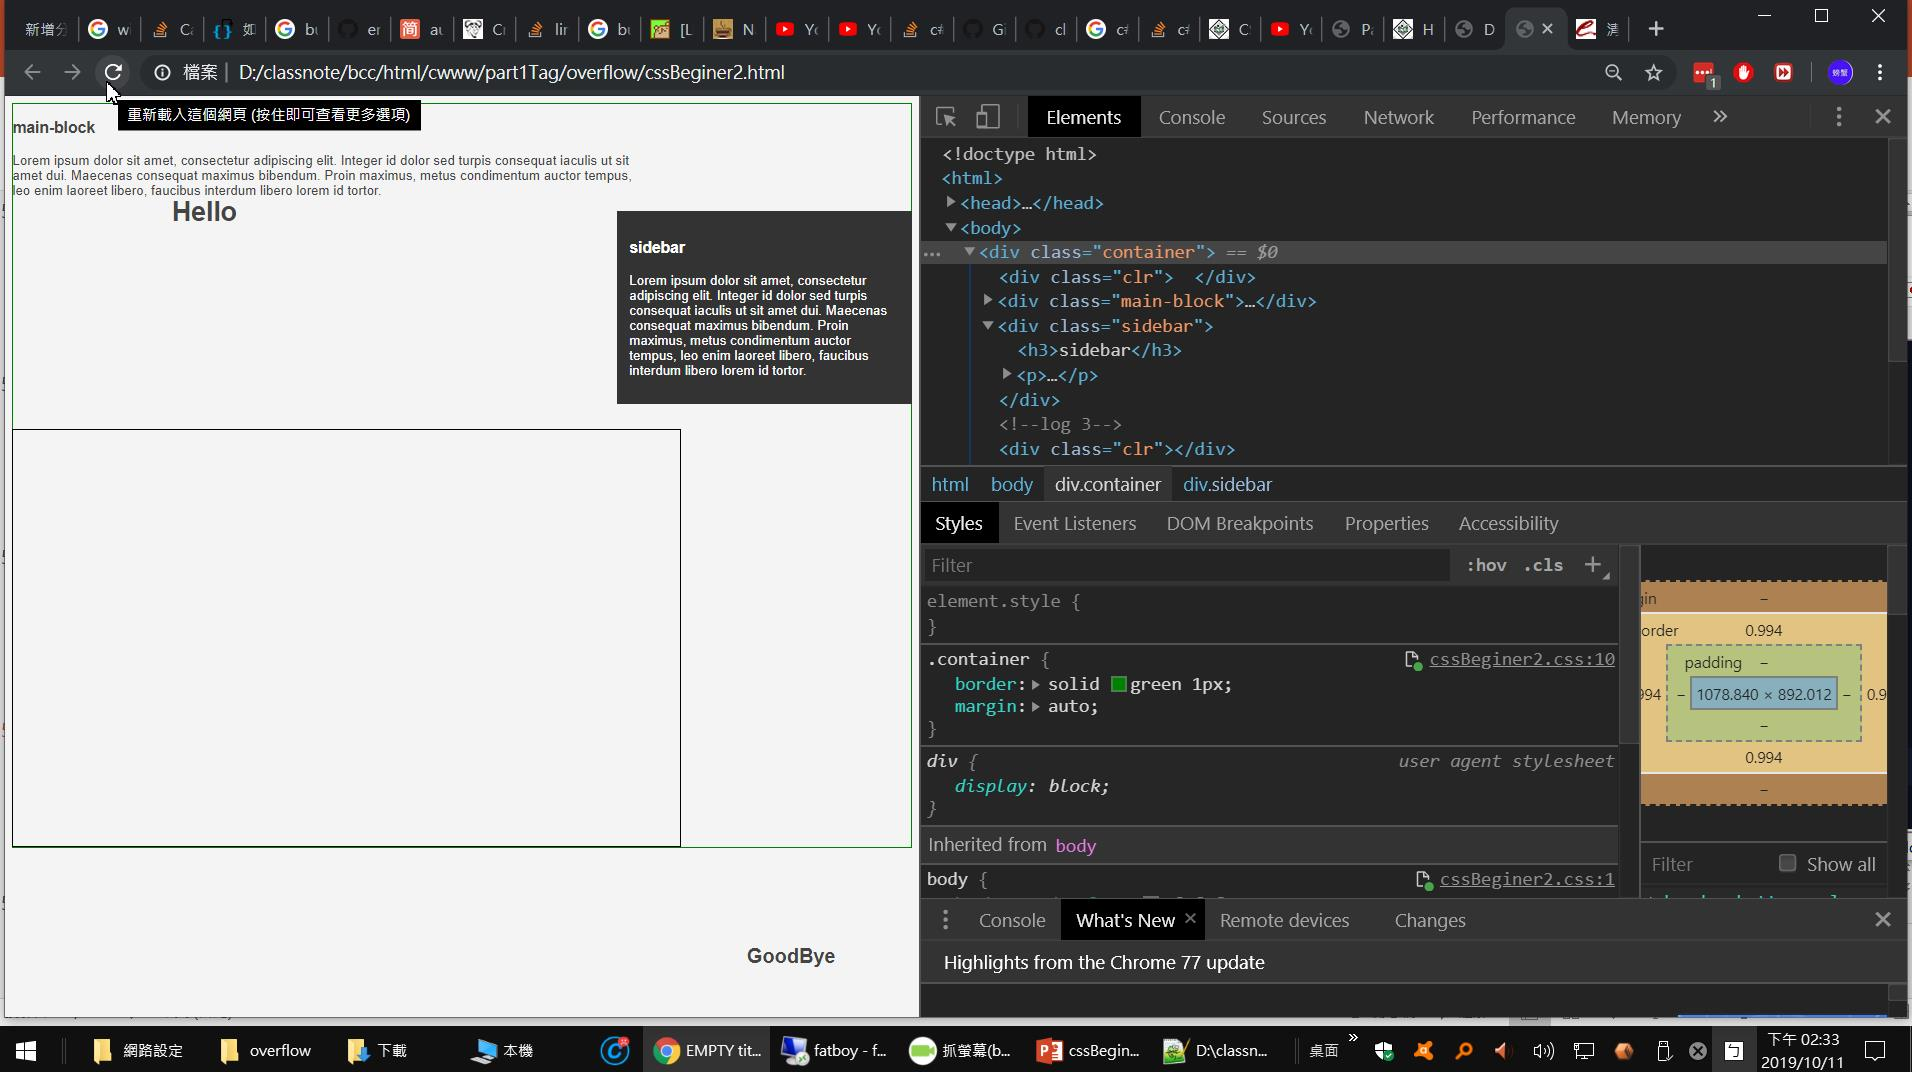 新增分
檔案 | D:/classnote/bcc/html/cwww/part1Tag/overflow/cssBeginer2.html
1
重新載入這個網頁 (按住即可查看更多選項)
main-block
Lorem ipsum dolor sit amet, consectetur adipiscing elit. Integer id dolor sed turpis consequat iaculis ut sit
amet dui. Maecenas consequat maximus bibendum. Proin maximus, metus condimentum auctor tempus,
leo enim laoreet libero, faucibus interdum libero lorem id tortor.
Hello
sidebar
Lorem ipsum dolor sit amet, consectetur
adipiscing elit. Integer id dolor sed turpis
consequat iaculis ut sit amet dui. Maecenas
consequat maximus bibendum. Proin
maximus, metus condimentum auctor
tempus, leo enim laoreet libero, faucibus
interdum libero lorem id tortor.
GoodBye
Elements Console Sources Network Performance Memory »
<!doctype html>
<html>
<head>…</head>
<body>
… <div class="container"> == $0
<div class="clr"> </div>
<div class="main-block">…</div>
<div class="sidebar">
<h3>sidebar</h3>
<p>…</p>
</div>
<!--log 3-->
<div class="clr"></div>
html body div.container div.sidebar
Styles Event Listeners DOM Breakpoints Properties Accessibility
Filter :hov .cls +
element.style {
}
.container { cssBeginer2.css:10
border: solid green 1px;
margin: auto;
}
div { user agent stylesheet
display: block;
}
Inherited from body
body { cssBeginer2.css:1
gin –
order 0.994
padding –
994 – 1078.840 × 892.012 – 0.9
–
0.994
–
Filter Show all
Console What's New Remote devices Changes
Highlights from the Chrome 77 update
網路設定 overflow 下載 本機 EMPTY tit... fatboy - f... 抓螢幕(b... cssBegin... D:\classn... 桌面 » 下午 02:33
2019/10/11